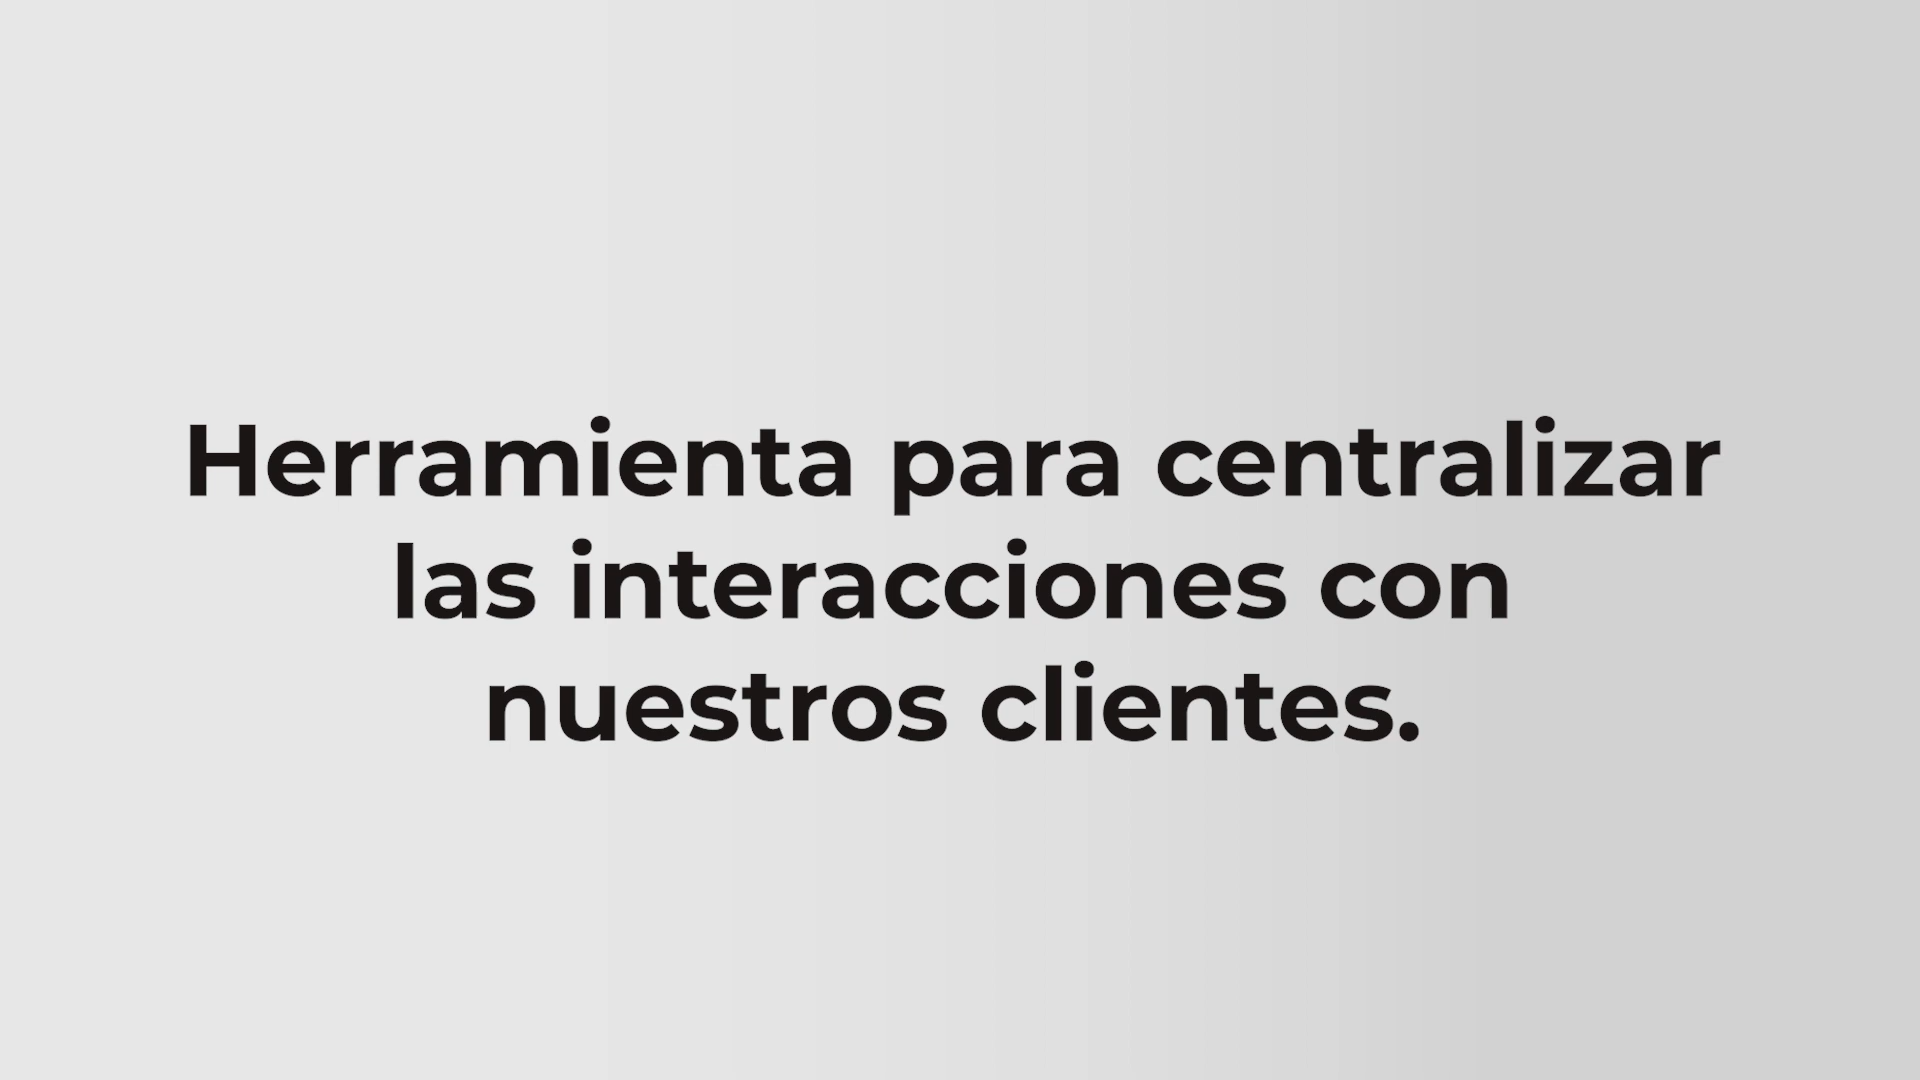 Herramienta para centralizar
las interacciones con
nuestros clientes.